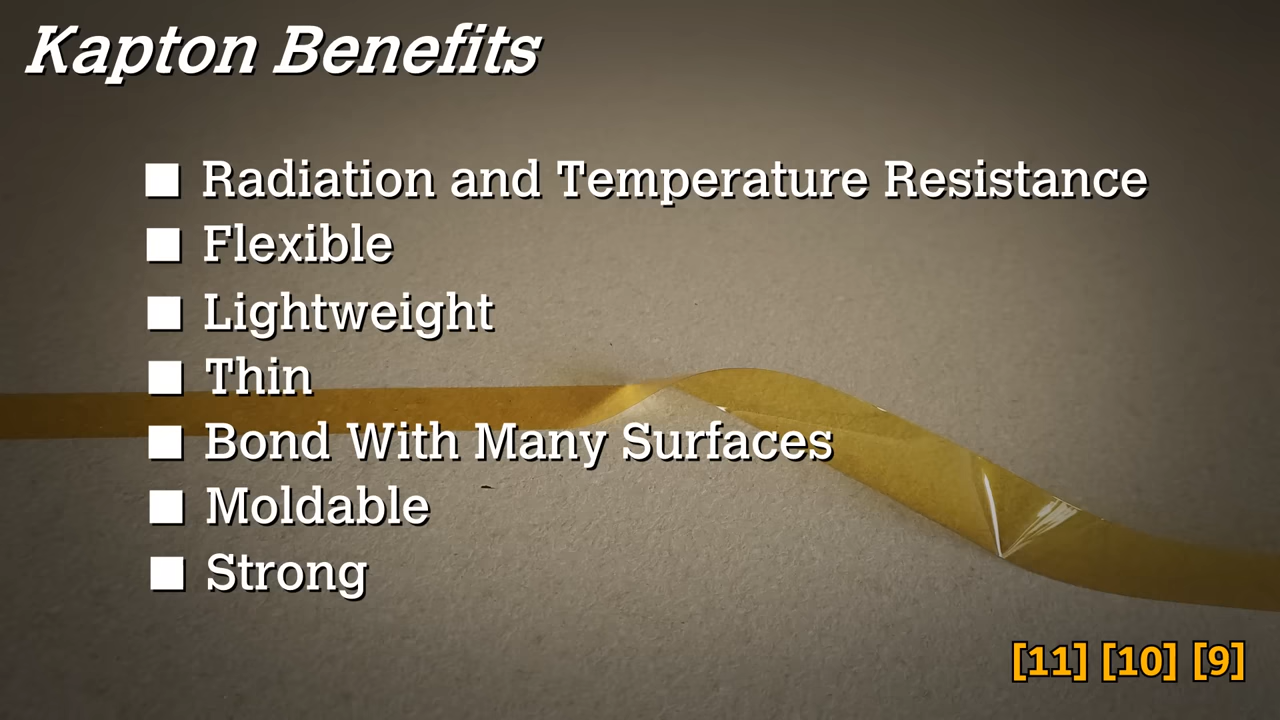 Kapton Benefits
■ Radiation and Temperature Resistance
■ Flexible
■ Lightweight
■ Thin
■ Bond With Many Surfaces
■ Moldable
■ Strong
[11] [10] [9]